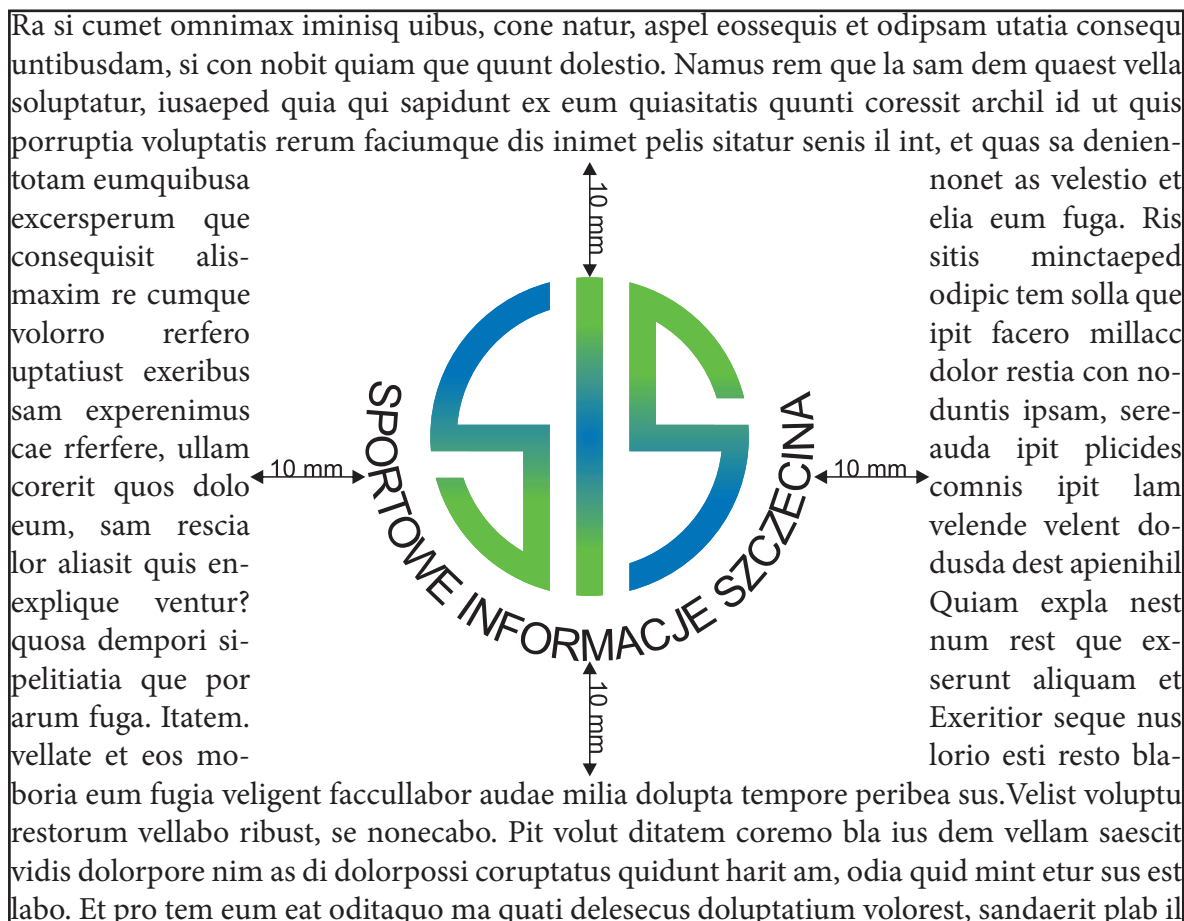 Ra si cumet omnimax iminisq uibus, cone natur, aspel eossequis et odipsam utatia consequ
untibusdam, si con nobit quiam que quunt dolestio. Namus rem que la sam dem quaest vella
soluptatur, iusaeped quia qui sapidunt ex eum quiasitatis quunti coressit archil id ut quis
porruptia voluptatis rerum faciumque dis inimet pelis sitatur senis il int, et quas sa denien-
totam eumquibusa
excersperum que
consequisit alis-
maxim re cumque
volorro rerfero
uptatiust exeribus
sam experenimus
cae rferfere, ullam
corerit quos dolo
eum, sam rescia
lor aliasit quis en-
explique ventur?
quosa dempori si-
pelitiatia que por
arum fuga. Itatem.
vellate et eos mo-
10 mm
10 mm
SIS
SPORTOWE INFORMACJE SZCZECINA
10 mm
10 mm
nonet as velestio et
elia eum fuga. Ris
sitis minctaeped
odipic tem solla que
ipit facero millacc
dolor restia con no-
duntis ipsam, sere-
auda ipit plicides
comnis ipit lam
velende velent do-
dusda dest apienihil
Quiam expla nest
num rest que ex-
serunt aliquam et
Exeritior seque nus
lorio esti resto bla-
boria eum fugia veligent faccullabor audae milia dolupta tempore peribea sus.Velist voluptu
restorum vellabo ribust, se nonecabo. Pit volut ditatem coremo bla ius dem vellam saescit
vidis dolorpore nim as di dolorpossi coruptatus quidunt harit am, odia quid mint etur sus est
labo. Et pro tem eum eat oditaquo ma quati delesecus doluptatium volorest, sandaerit plab il